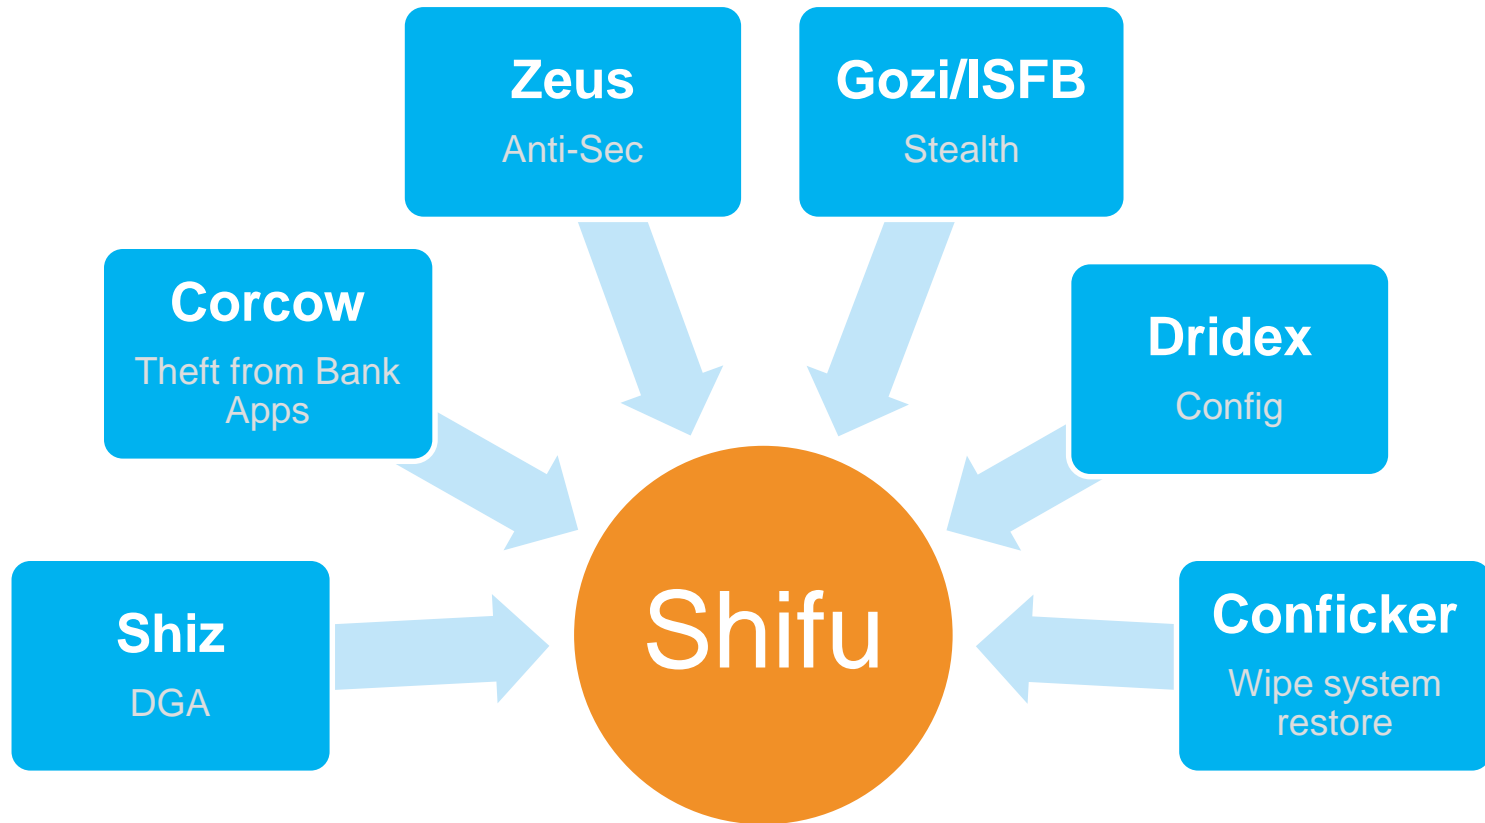 Zeus
Anti-Sec
Gozi/ISFB
Stealth
Corcow
Theft from Bank
Apps
Dridex
Config
Shiz
DGA
Shifu
Conficker
Wipe system
restore